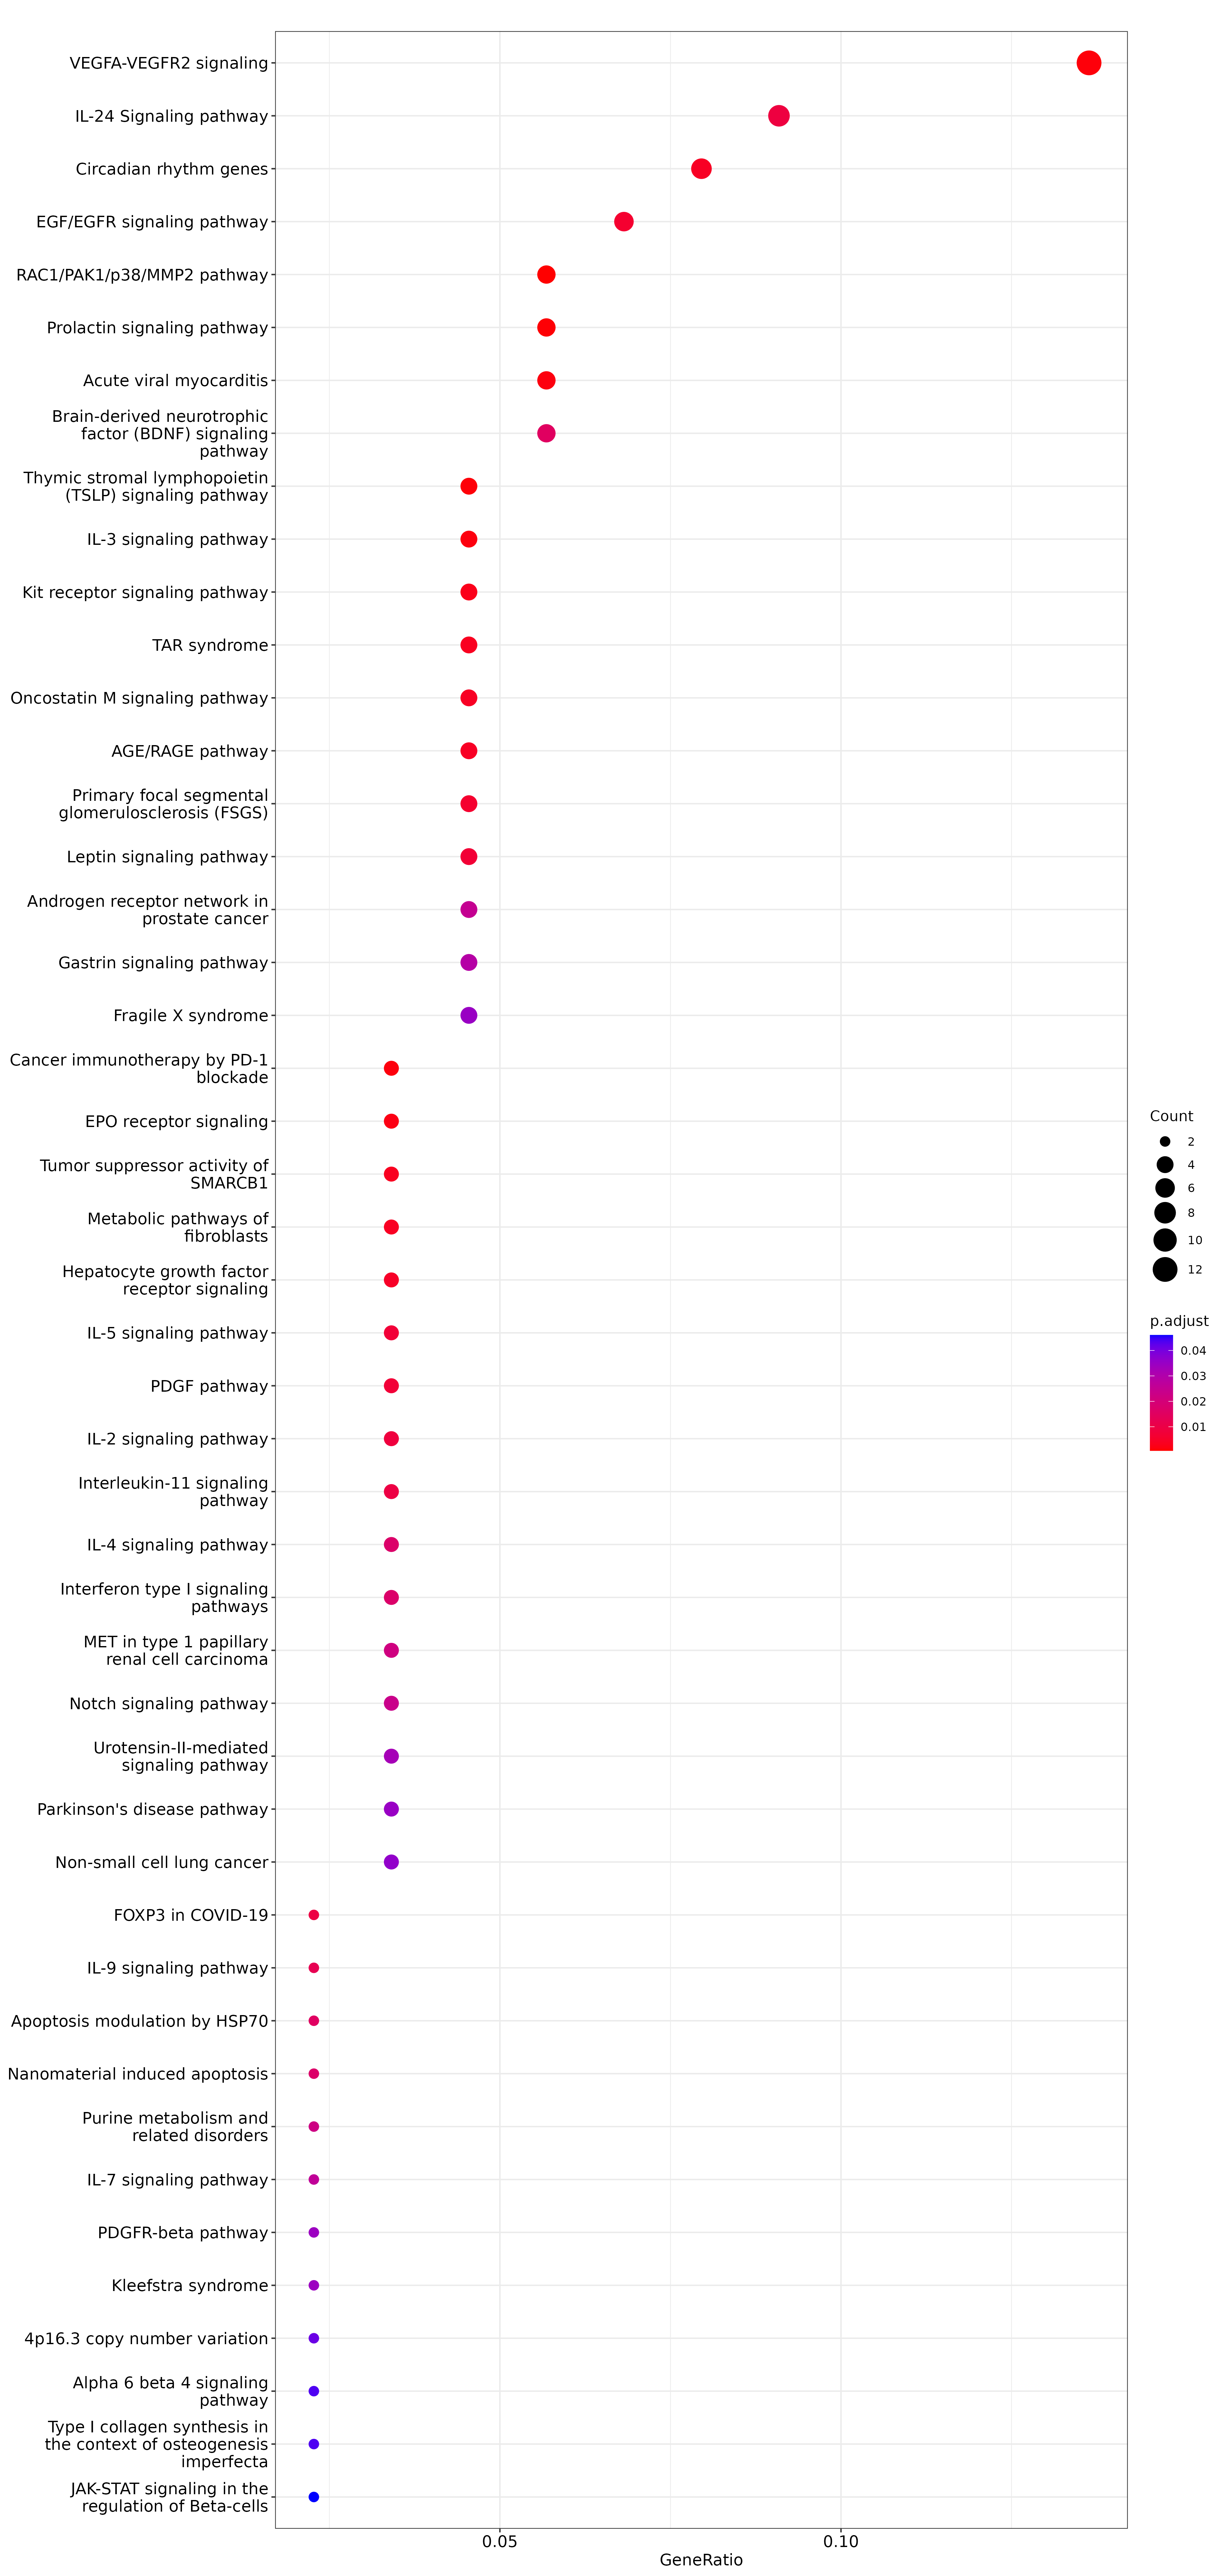 VEGFA-VEGFR2 signaling
IL-24 Signaling pathway
Circadian rhythm genes
EGF/EGFR signaling pathway
RAC1/PAK1/p38/MMP2 pathway
Prolactin signaling pathway
Acute viral myocarditis
Brain-derived neurotrophic
factor (BDNF) signaling
pathway
Thymic stromal lymphopoietin
(TSLP) signaling pathway
IL-3 signaling pathway
Kit receptor signaling pathway
TAR syndrome
Oncostatin M signaling pathway
AGE/RAGE pathway
Primary focal segmental
glomerulosclerosis (FSGS)
Leptin signaling pathway
Androgen receptor network in
prostate cancer
Gastrin signaling pathway
Fragile X syndrome
Cancer immunotherapy by PD-1
blockade
EPO receptor signaling
Tumor suppressor activity of
SMARCB1
Metabolic pathways of
fibroblasts
Hepatocyte growth factor
receptor signaling
IL-5 signaling pathway
PDGF pathway
IL-2 signaling pathway
Interleukin-11 signaling
pathway
IL-4 signaling pathway
Interferon type I signaling
pathways
MET in type 1 papillary
renal cell carcinoma
Notch signaling pathway
Urotensin-II-mediated
signaling pathway
Parkinson's disease pathway
Non-small cell lung cancer
FOXP3 in COVID-19
IL-9 signaling pathway
Apoptosis modulation by HSP70
Nanomaterial induced apoptosis
Purine metabolism and
related disorders
IL-7 signaling pathway
PDGFR-beta pathway
Kleefstra syndrome
4p16.3 copy number variation
Alpha 6 beta 4 signaling
pathway
Type I collagen synthesis in
the context of osteogenesis
imperfecta
JAK-STAT signaling in the
regulation of Beta-cells
0.05
0.10
GeneRatio
Count
2
4
6
8
10
12
p.adjust
0.04
0.03
0.02
0.01